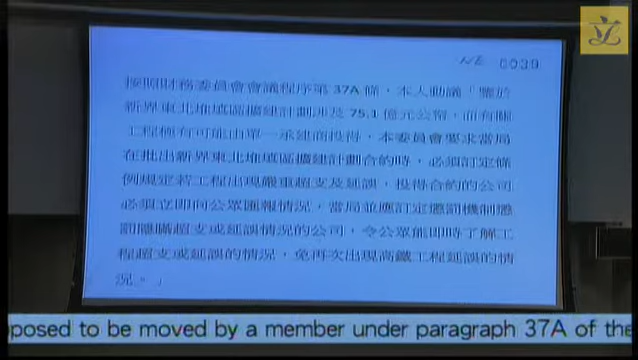 NE 0039
按照財務委員會會議程序第 37A 條，本人動議「鑒於
新界東北堆填區擴建計劃涉及 75.1 億元公帑，而有關
工程極有可能由單一承建商投得，本委員會要求當局
在批出新界東北堆填區擴建計劃合約時，必須訂定條
例規定若工程出現嚴重超支及延誤，投得合約的公司
必須立即向公眾匯報情況，當局並應訂定懲罰機制懲
罰隱瞞超支或延誤情況的公司，令公眾能即時了解工
程超支或延誤的情況，免再次出現高鐵工程延誤的情
況。」
pposed to be moved by a member under paragraph 37A of the